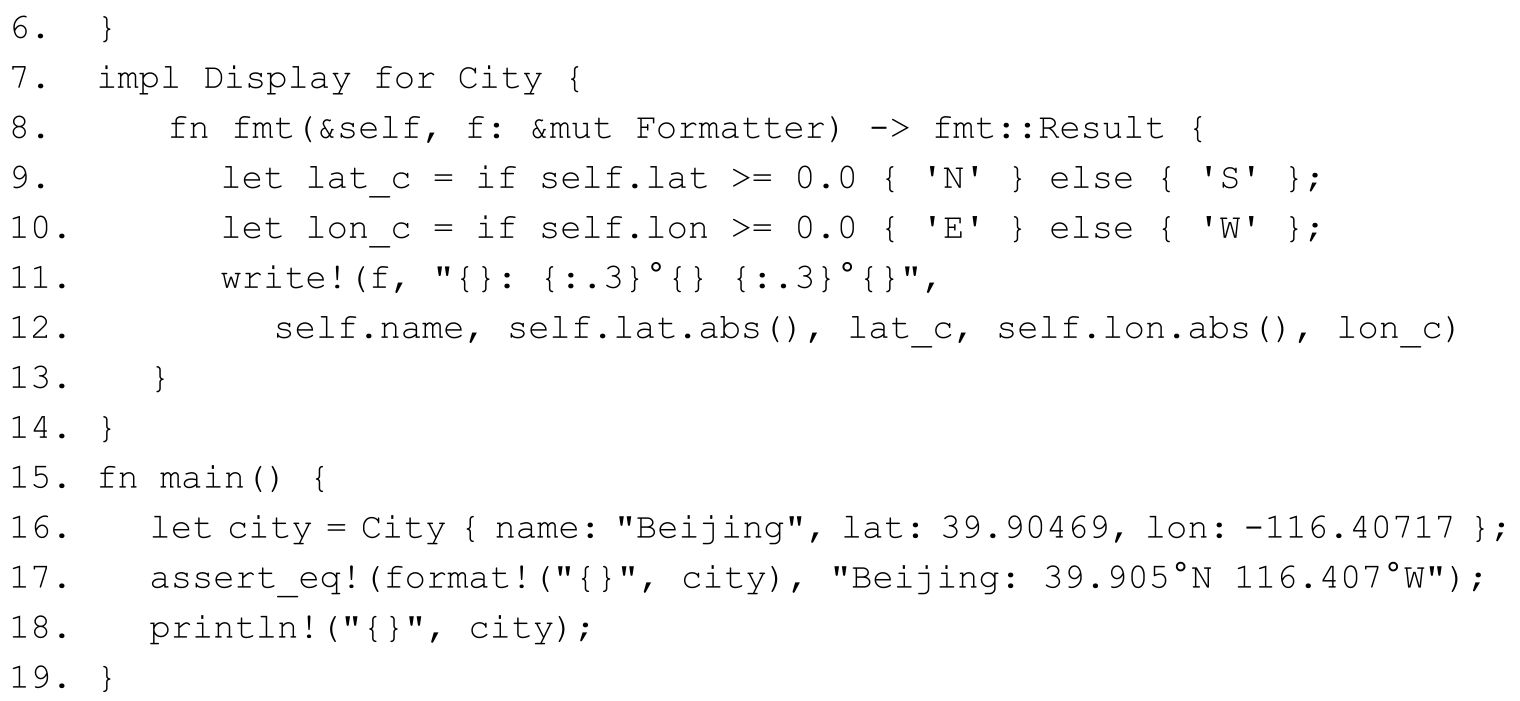 6. }
7. impl Display for City {
8. fn fmt(&self, f: &mut Formatter) -> fmt::Result {
9. let lat_c = if self.lat >= 0.0 { 'N' } else { 'S' };
10. let lon_c = if self.lon >= 0.0 { 'E' } else { 'W' };
11. write!(f, "{}: {:.3}°{} {:.3}°{}",
12. self.name, self.lat.abs(), lat_c, self.lon.abs(), lon_c)
13. }
14. }
15. fn main() {
16. let city = City { name: "Beijing", lat: 39.90469, lon: -116.40717 };
17. assert_eq!(format!("{}", city), "Beijing: 39.905°N 116.407°W");
18. println!("{}", city);
19. }